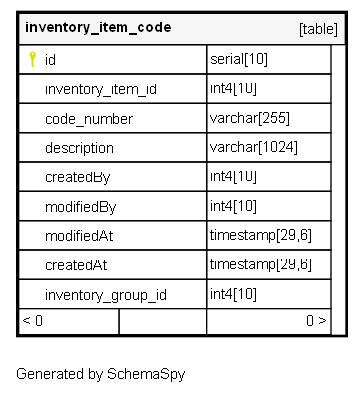 inventory_item_code [table]
id serial[10]
inventory_item_id int4[10]
code_number varchar[255]
description varchar[1024]
createdBy int4[10]
modifiedBy int4[10]
modifiedAt timestamp[29,6]
createdAt timestamp[29,6]
inventory_group_id int4[10]
< 0 0 >
Generated by SchemaSpy